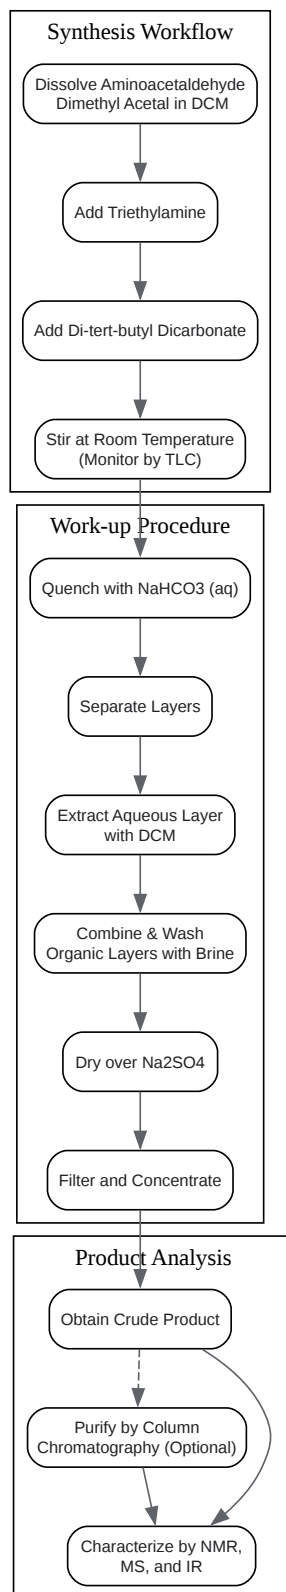 Synthesis Workflow
Dissolve Aminoacetaldehyde
Dimethyl Acetal in DCM
Add Triethylamine
Add Di-tert-butyl Dicarbonate
Stir at Room Temperature
(Monitor by TLC)
Work-up Procedure
Quench with NaHCO3 (aq)
Separate Layers
Extract Aqueous Layer
with DCM
Combine & Wash
Organic Layers with Brine
Dry over Na2SO4
Filter and Concentrate
Product Analysis
Obtain Crude Product
Purify by Column
Chromatography (Optional)
Characterize by NMR,
MS, and IR